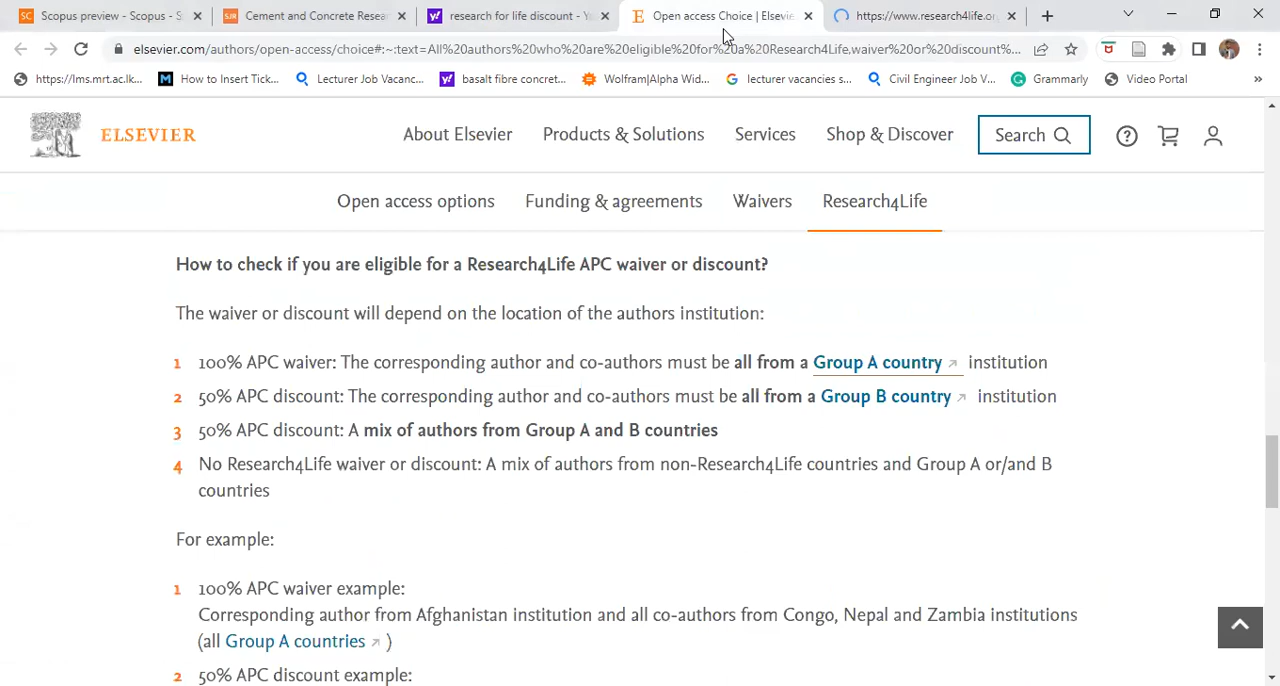 Scopus preview - Scopus - S
Cement and Concrete Resear
research for life discount - Ya
Open access Choice | Elsevie
https://www.research4life.or
elsevier.com/authors/open-access/choice#:~:text=All%20authors%20who%20are%20eligible%20for%20a%20Research4Life,waiver%20or%20discount%...
https://lms.mrt.ac.lk...
How to Insert Tick...
Lecturer Job Vacanc...
basalt fibre concret...
Wolfram|Alpha Wid...
lecturer vacancies s...
Civil Engineer Job V...
Grammarly
Video Portal
ELSEVIER
About Elsevier
Products & Solutions
Services
Shop & Discover
Search
Open access options
Funding & agreements
Waivers
Research4Life
How to check if you are eligible for a Research4Life APC waiver or discount?
The waiver or discount will depend on the location of the authors institution:
1 100% APC waiver: The corresponding author and co-authors must be all from a Group A country institution
2 50% APC discount: The corresponding author and co-authors must be all from a Group B country institution
3 50% APC discount: A mix of authors from Group A and B countries
4 No Research4Life waiver or discount: A mix of authors from non-Research4Life countries and Group A or/and B
countries
For example:
1 100% APC waiver example:
Corresponding author from Afghanistan institution and all co-authors from Congo, Nepal and Zambia institutions
(all Group A countries )
2 50% APC discount example: